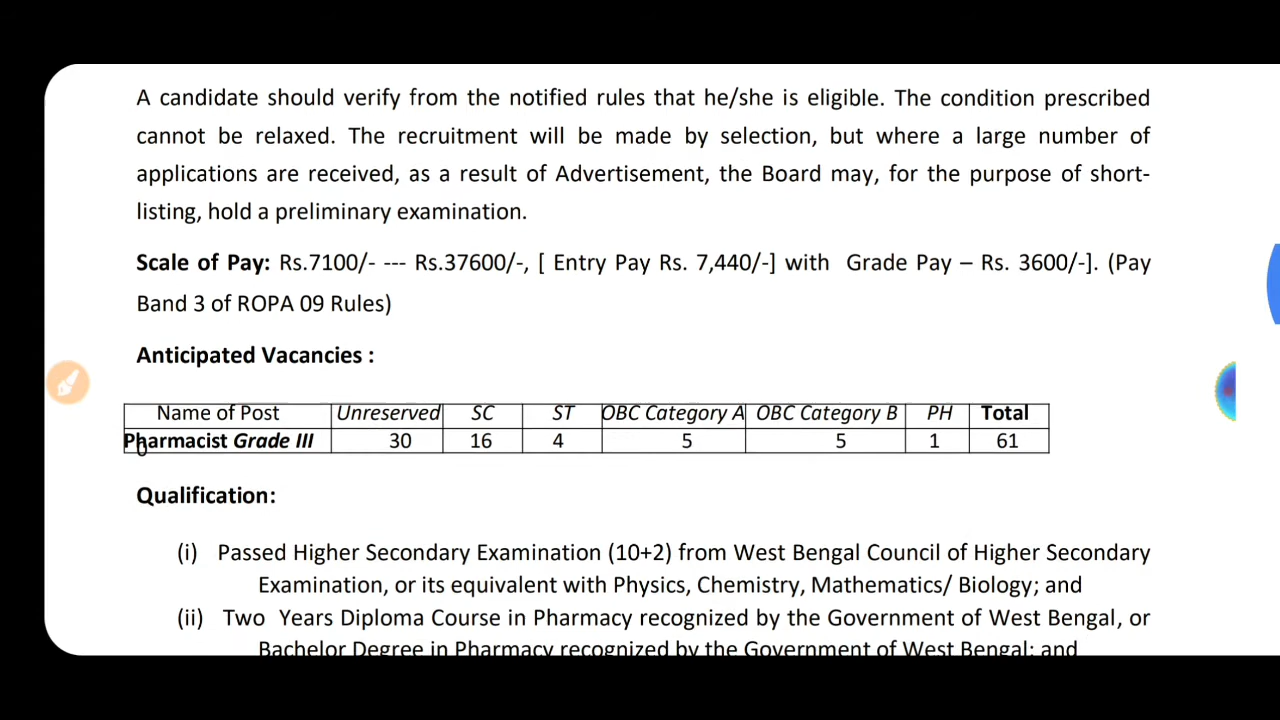 A candidate should verify from the notified rules that he/she is eligible. The condition prescribed
cannot be relaxed. The recruitment will be made by selection, but where a large number of
applications are received, as a result of Advertisement, the Board may, for the purpose of short-
listing, hold a preliminary examination.
Scale of Pay: Rs.7100/- --- Rs.37600/-, [ Entry Pay Rs. 7,440/-] with Grade Pay – Rs. 3600/-]. (Pay
Band 3 of ROPA 09 Rules)
Anticipated Vacancies :
Name of Post Unreserved SC ST OBC Category A OBC Category B PH Total
Pharmacist Grade III 30 16 4 5 5 1 61
0
Qualification:
(i) Passed Higher Secondary Examination (10+2) from West Bengal Council of Higher Secondary
Examination, or its equivalent with Physics, Chemistry, Mathematics/ Biology; and
(ii) Two Years Diploma Course in Pharmacy recognized by the Government of West Bengal, or
Bachelor Degree in Pharmacy recognized by the Government of West Bengal; and